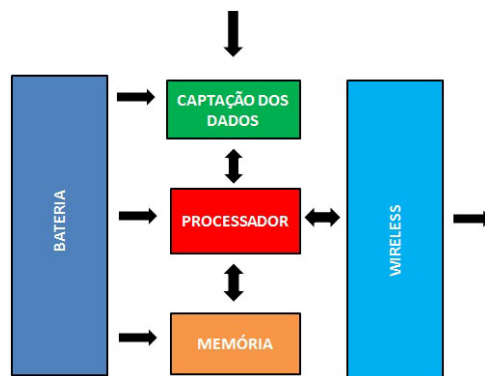 BATERIA
CAPTAÇÃO DOS
DADOS
PROCESSADOR
MEMÓRIA
WIRELESS